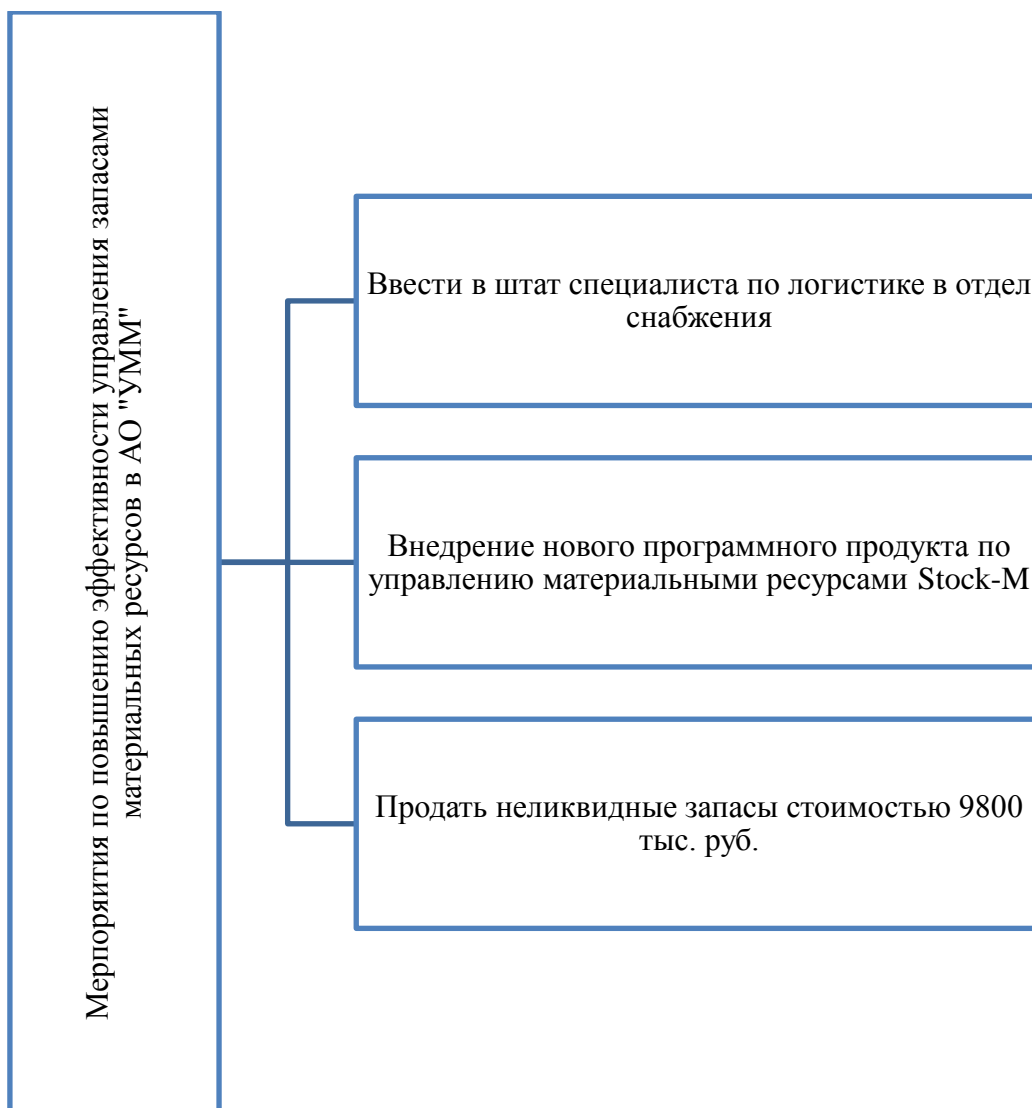 Мерпоряития по повышению эффективности управления запасами
материальных ресурсов в АО "УММ"
Ввести в штат специалиста по логистике в отдел
снабжения
Внедрение нового программного продукта по
управлению материальными ресурсами Stock-M
Продать неликвидные запасы стоимостью 9800
тыс. руб.